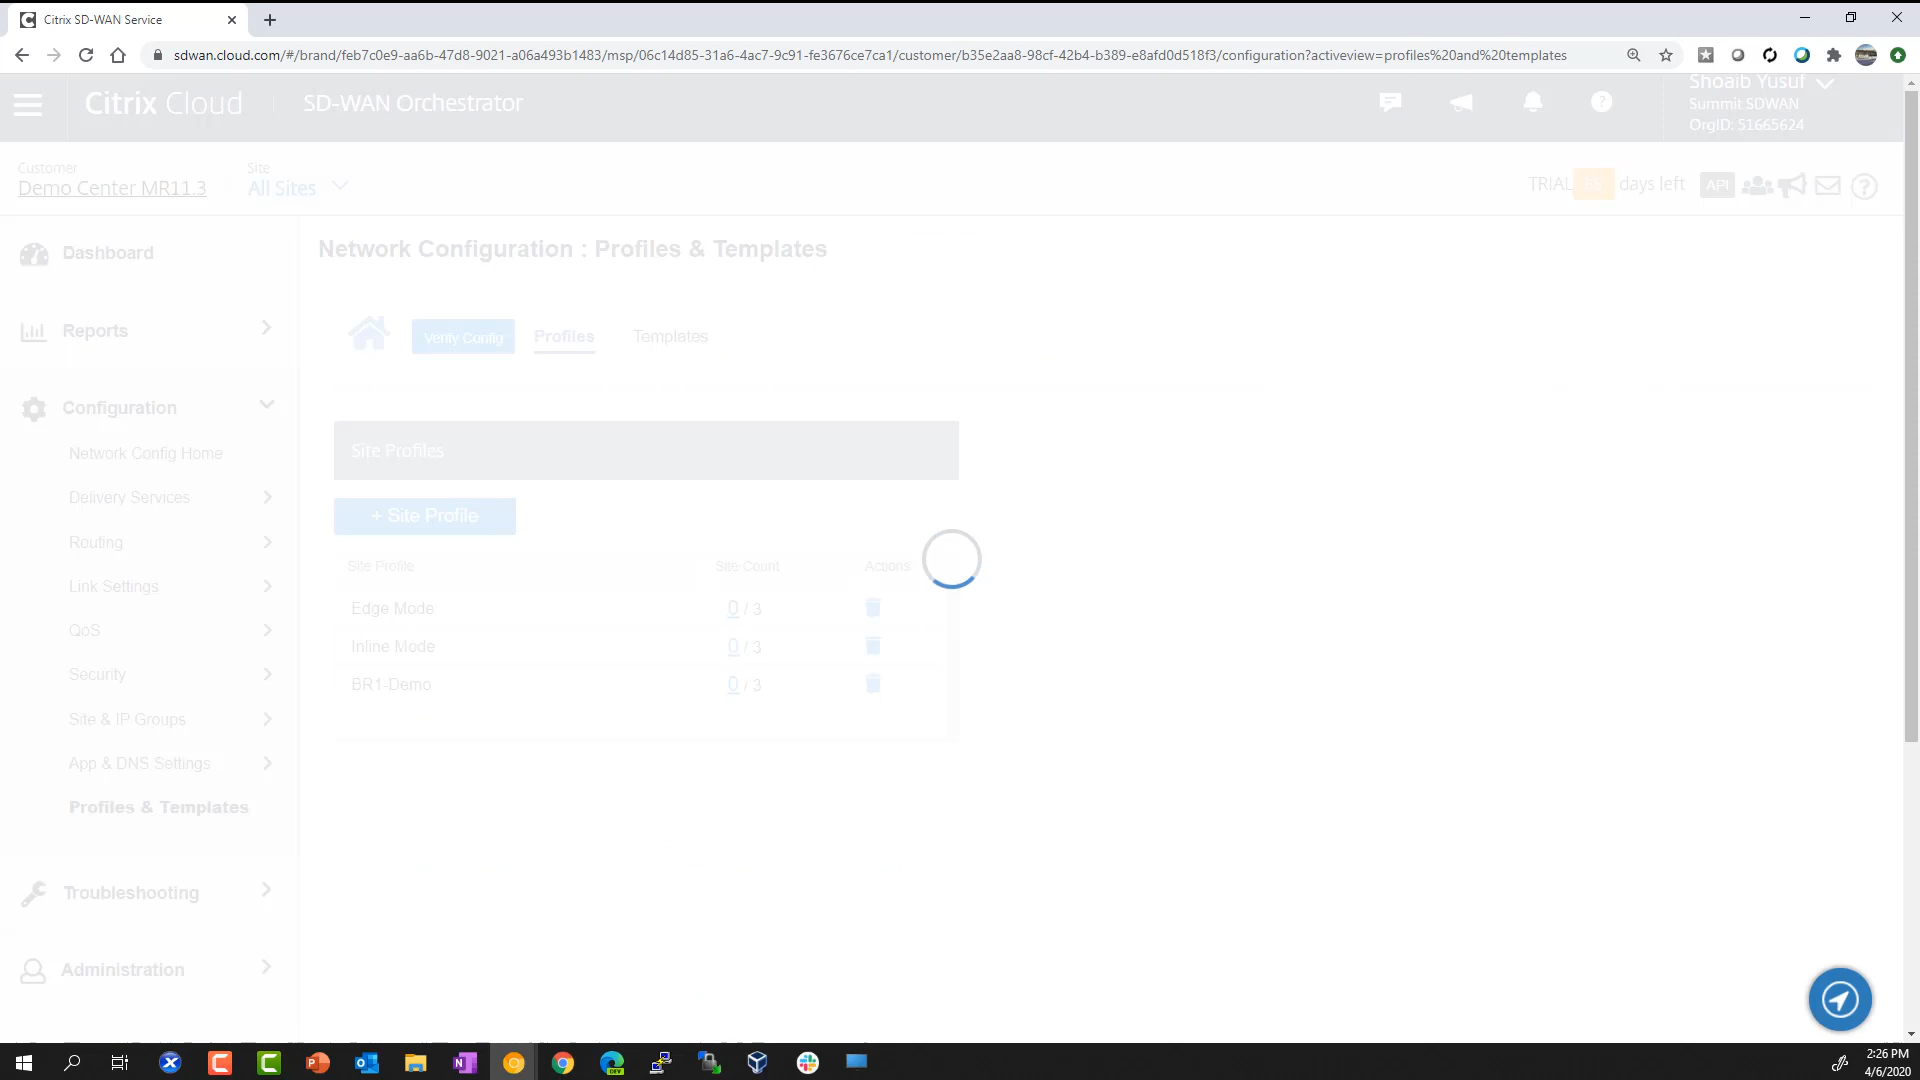 Citrix SD-WAN Service
sdwan.cloud.com/#/brand/feb7c0e9-aa6b-47d8-9021-a06a493b1483/msp/06c14d85-31a6-4ac7-9c91-fe3676ce7ca1/customer/b35e2aa8-98cf-42b4-b389-e8afd0d518f3/configuration?activeview=profiles%20and%20templates
Citrix Cloud
SD-WAN Orchestrator
Shoaib Yusuf
Summit SDWAN
OrgID: 51665624
Customer
Demo Center MR11.3
Site
All Sites
TRIAL days left
API
Dashboard
Reports
Configuration
Network Config Home
Delivery Services
Routing
Link Settings
QoS
Security
Site & IP Groups
App & DNS Settings
Profiles & Templates
Troubleshooting
Administration
Network Configuration : Profiles & Templates
Verify Config
Profiles
Templates
Site Profiles
+ Site Profile
Site Profile Site Count Actions
Edge Mode 0 / 3
Inline Mode 0 / 3
BR1-Demo 0 / 3
2:26 PM
4/6/2020